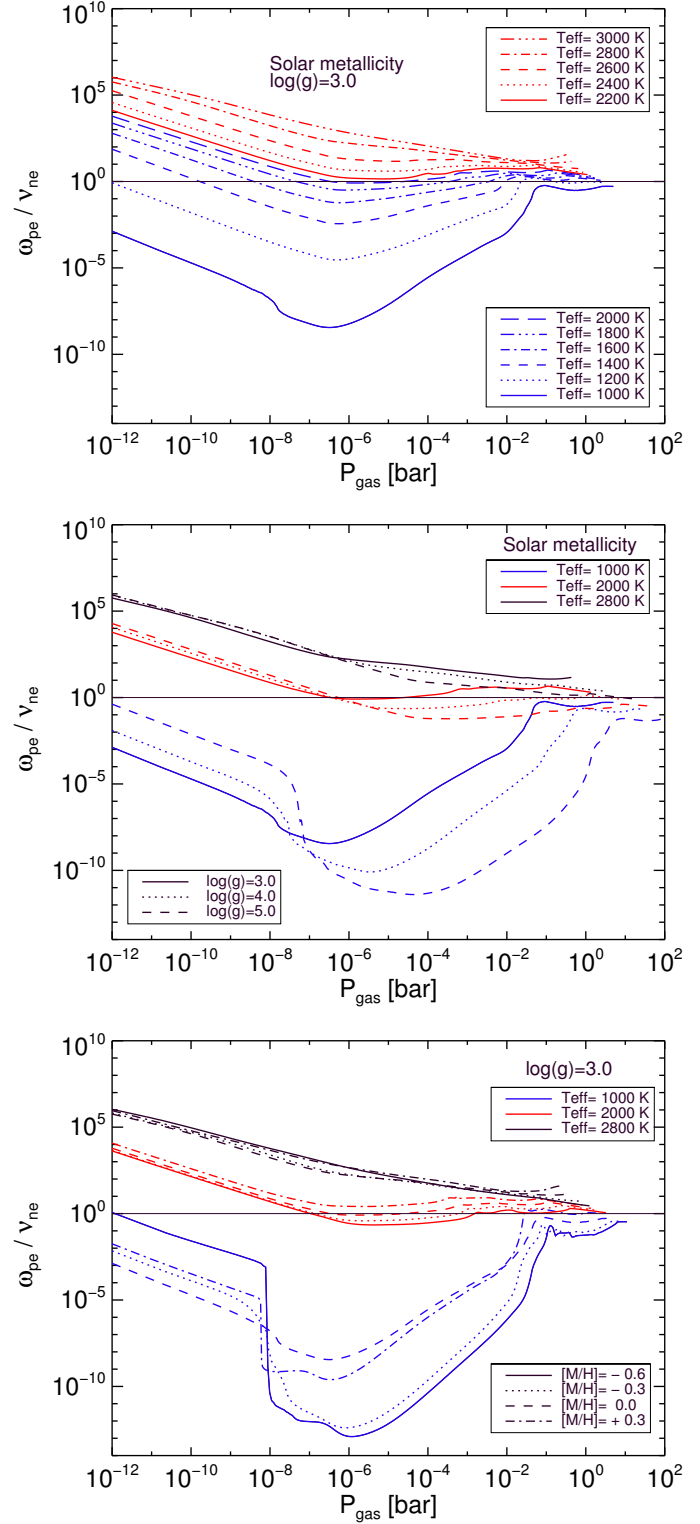 10^10
10^5
10^0
10^-5
10^-10
ω_pe / ν_ne
Solar metallicity
log(g)=3.0
Teff= 3000 K
Teff= 2800 K
Teff= 2600 K
Teff= 2400 K
Teff= 2200 K
Teff= 2000 K
Teff= 1800 K
Teff= 1600 K
Teff= 1400 K
Teff= 1200 K
Teff= 1000 K
10^-12 10^-10 10^-8 10^-6 10^-4 10^-2 10^0 10^2
P_gas [bar]
10^10
10^5
10^0
10^-5
10^-10
ω_pe / ν_ne
Solar metallicity
Teff= 1000 K
Teff= 2000 K
Teff= 2800 K
log(g)=3.0
log(g)=4.0
log(g)=5.0
10^-12 10^-10 10^-8 10^-6 10^-4 10^-2 10^0 10^2
P_gas [bar]
10^10
10^5
10^0
10^-5
10^-10
ω_pe / ν_ne
log(g)=3.0
Teff= 1000 K
Teff= 2000 K
Teff= 2800 K
[M/H]= − 0.6
[M/H]= − 0.3
[M/H]= 0.0
[M/H]= + 0.3
10^-12 10^-10 10^-8 10^-6 10^-4 10^-2 10^0 10^2
P_gas [bar]